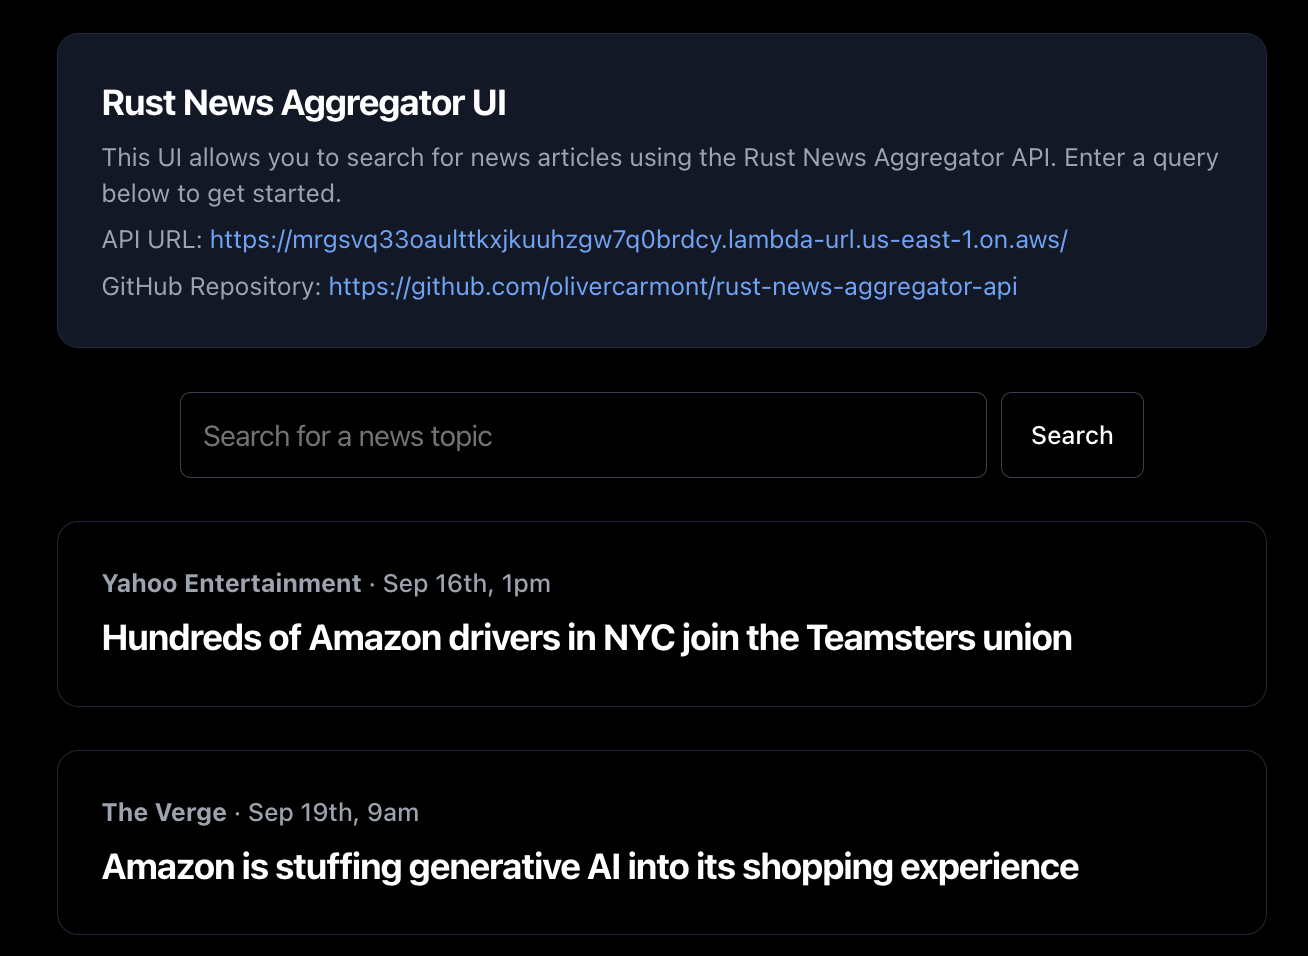 Rust News Aggregator UI
This UI allows you to search for news articles using the Rust News Aggregator API. Enter a query
below to get started.
API URL: https://mrgsvq33oaulttkxjkuuhzgw7q0brdcy.lambda-url.us-east-1.on.aws/
GitHub Repository: https://github.com/olivercarmont/rust-news-aggregator-api
Search for a news topic
Search
Yahoo Entertainment · Sep 16th, 1pm
Hundreds of Amazon drivers in NYC join the Teamsters union
The Verge · Sep 19th, 9am
Amazon is stuffing generative AI into its shopping experience